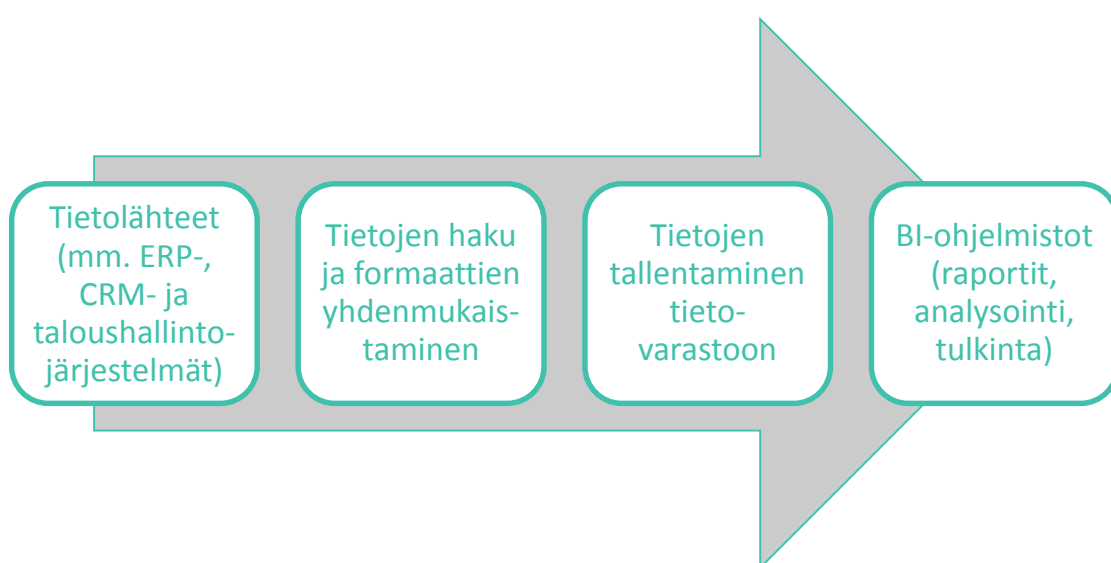 Tietolähteet
(mm. ERP-,
CRM- ja
taloushallinto-
järjestelmät)
Tietojen haku
ja formaattien
yhdenmukais-
taminen
Tietojen
tallentaminen
tieto-
varastoon
BI-ohjelmistot
(raportit,
analysointi,
tulkinta)